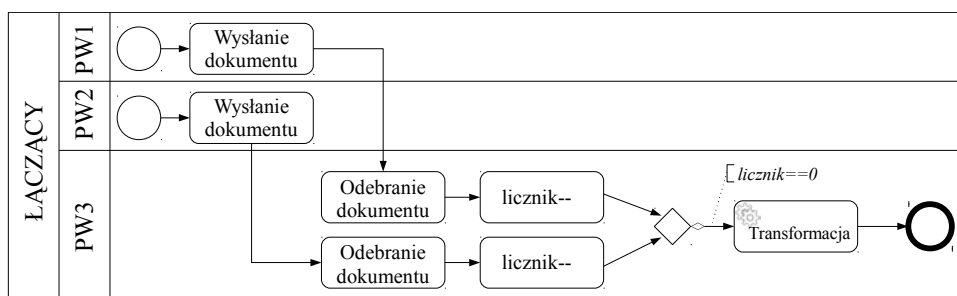 ŁĄCZĄCY
PW1
Wysłanie
dokumentu
PW2
Wysłanie
dokumentu
PW3
Odebranie
dokumentu
licznik--
licznik==0
Transformacja
Odebranie
dokumentu
licznik--